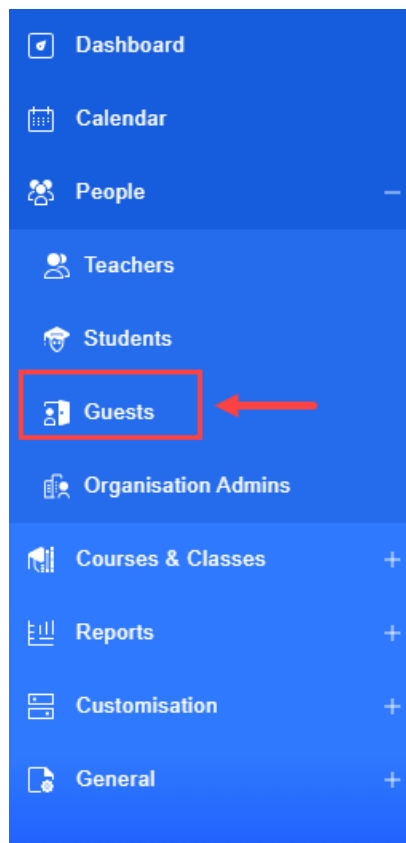 Dashboard
Calendar
People
Teachers
Students
Guests
Organisation Admins
Courses & Classes
Reports
Customisation
General